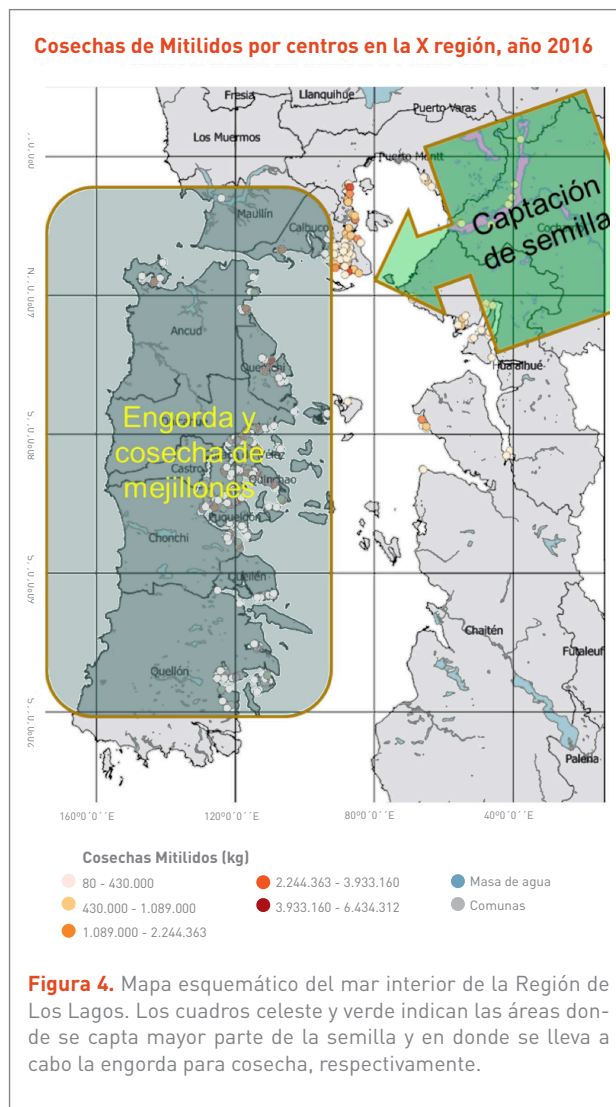 Cosechas de Mitilidos por centros en la X región, año 2016
Fresia
Llanquihue
Puerto Varas
Los Muermos
Puerto Montt
Maullín
Calbuco
Captación
de semilla
Cochamó
Ancud
Quemchi
Hualaihué
Engorda y
cosecha de
mejillones
Castro
Quinchao
Puqueldón
Chonchi
Queilén
Chaitén
Futaleuf
Quellón
Palena
160º0´0´´E
120º0´0´´E
80º0´0´´E
40º0´0´´E
Cosechas Mitilidos (kg)
80 - 430.000
430.000 - 1.089.000
1.089.000 - 2.244.363
2.244.363 - 3.933.160
3.933.160 - 6.434.312
Masa de agua
Comunas
Figura 4. Mapa esquemático del mar interior de la Región de
Los Lagos. Los cuadros celeste y verde indican las áreas don-
de se capta mayor parte de la semilla y en donde se lleva a
cabo la engorda para cosecha, respectivamente.